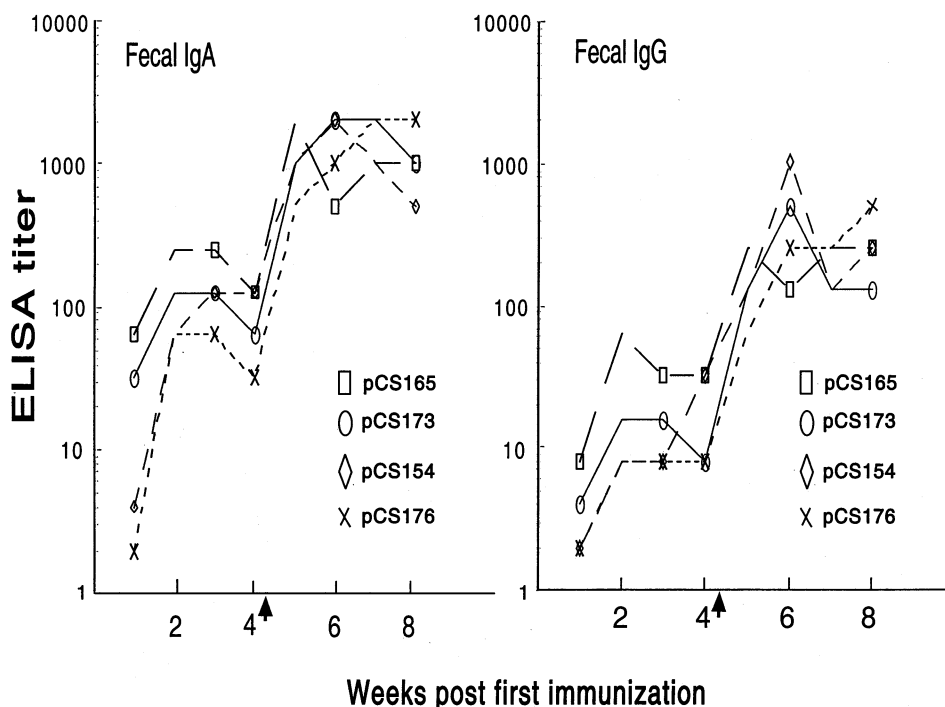 Fecal IgA
Fecal IgG
ELISA titer
10000
1000
100
10
1
10000
1000
100
10
1
pCS165
pCS173
pCS154
pCS176
pCS165
pCS173
pCS154
pCS176
2 4 6 8
2 4 6 8
Weeks post first immunization